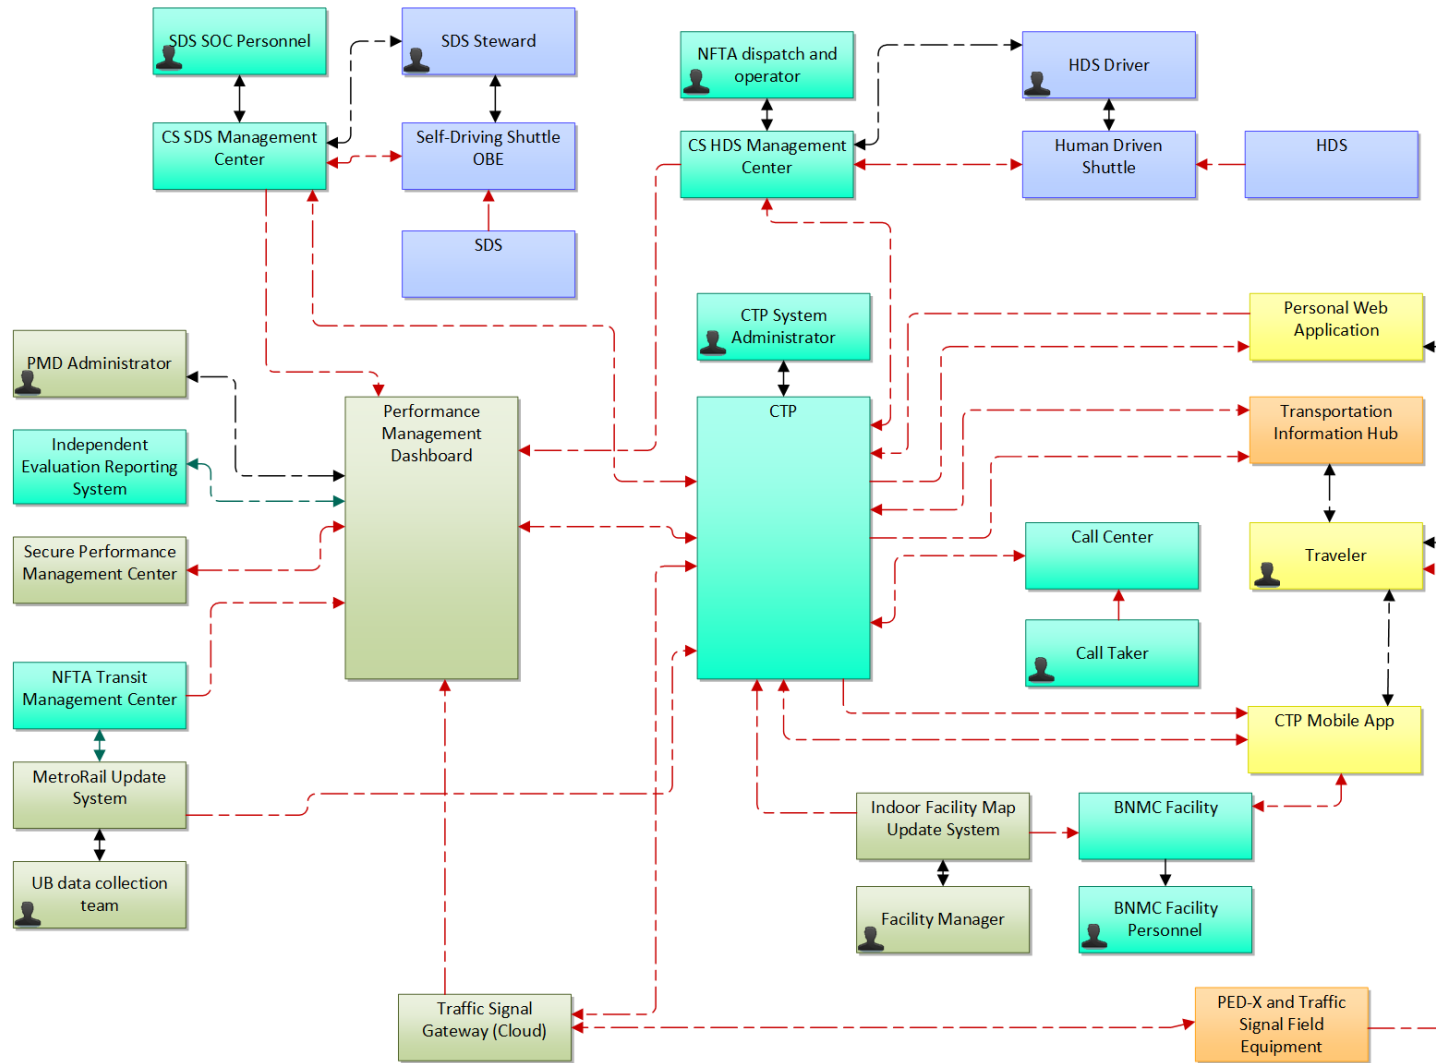 SDS SOC Personnel
SDS Steward
NFTA dispatch and
operator
HDS Driver
CS SDS Management
Center
Self-Driving Shuttle
OBE
CS HDS Management
Center
Human Driven
Shuttle
HDS
SDS
CTP System
Administrator
Personal Web
Application
PMD Administrator
Performance
Management
Dashboard
CTP
Transportation
Information Hub
Independent
Evaluation Reporting
System
Secure Performance
Management Center
Call Center
Traveler
Call Taker
NFTA Transit
Management Center
CTP Mobile App
MetroRail Update
System
Indoor Facility Map
Update System
BNMC Facility
UB data collection
team
Facility Manager
BNMC Facility
Personnel
Traffic Signal
Gateway (Cloud)
PED-X and Traffic
Signal Field
Equipment